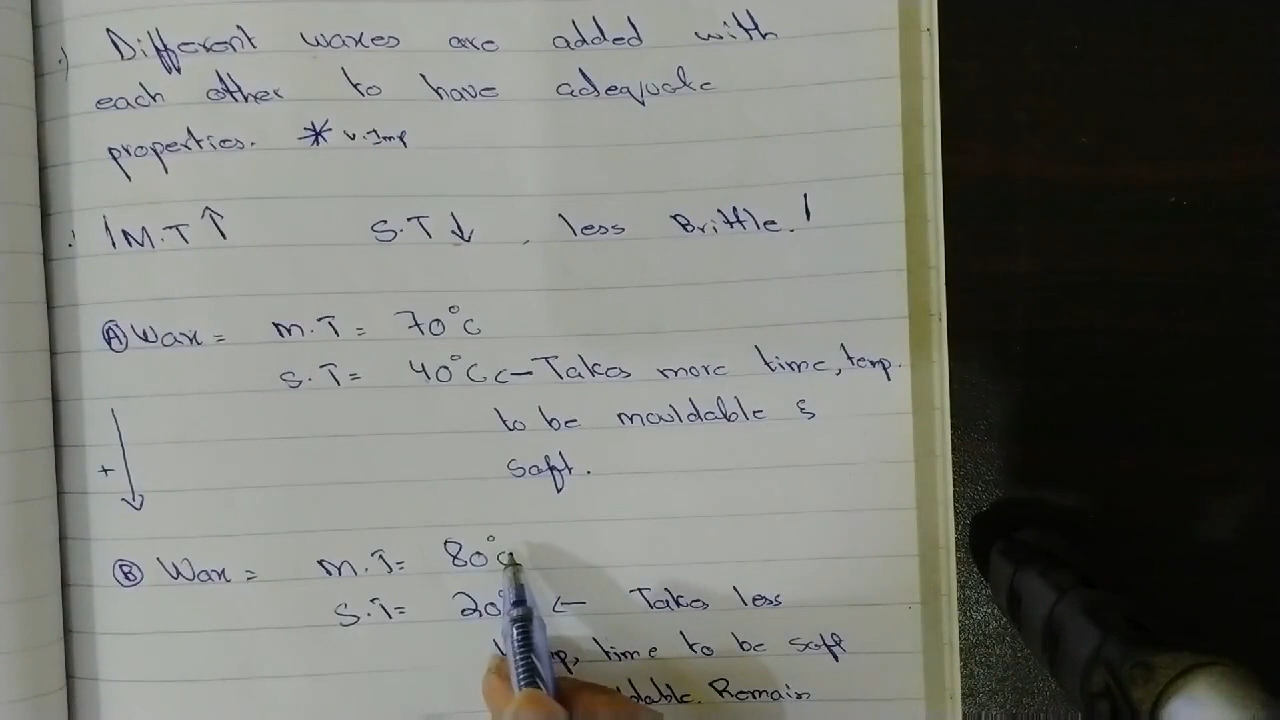 Different waxes are added with
each other to have adequate
properties. * v.Imp
M.T ↑ S.T ↓, less Brittle!
Ⓐ Wax = M.T = 70°C
S.T = 40°C ← Takes more time, temp.
to be mouldable &
soft.
+
Ⓑ Wax = M.T = 80°C
S.T = 20° ← Takes less
time to be soft
Remain